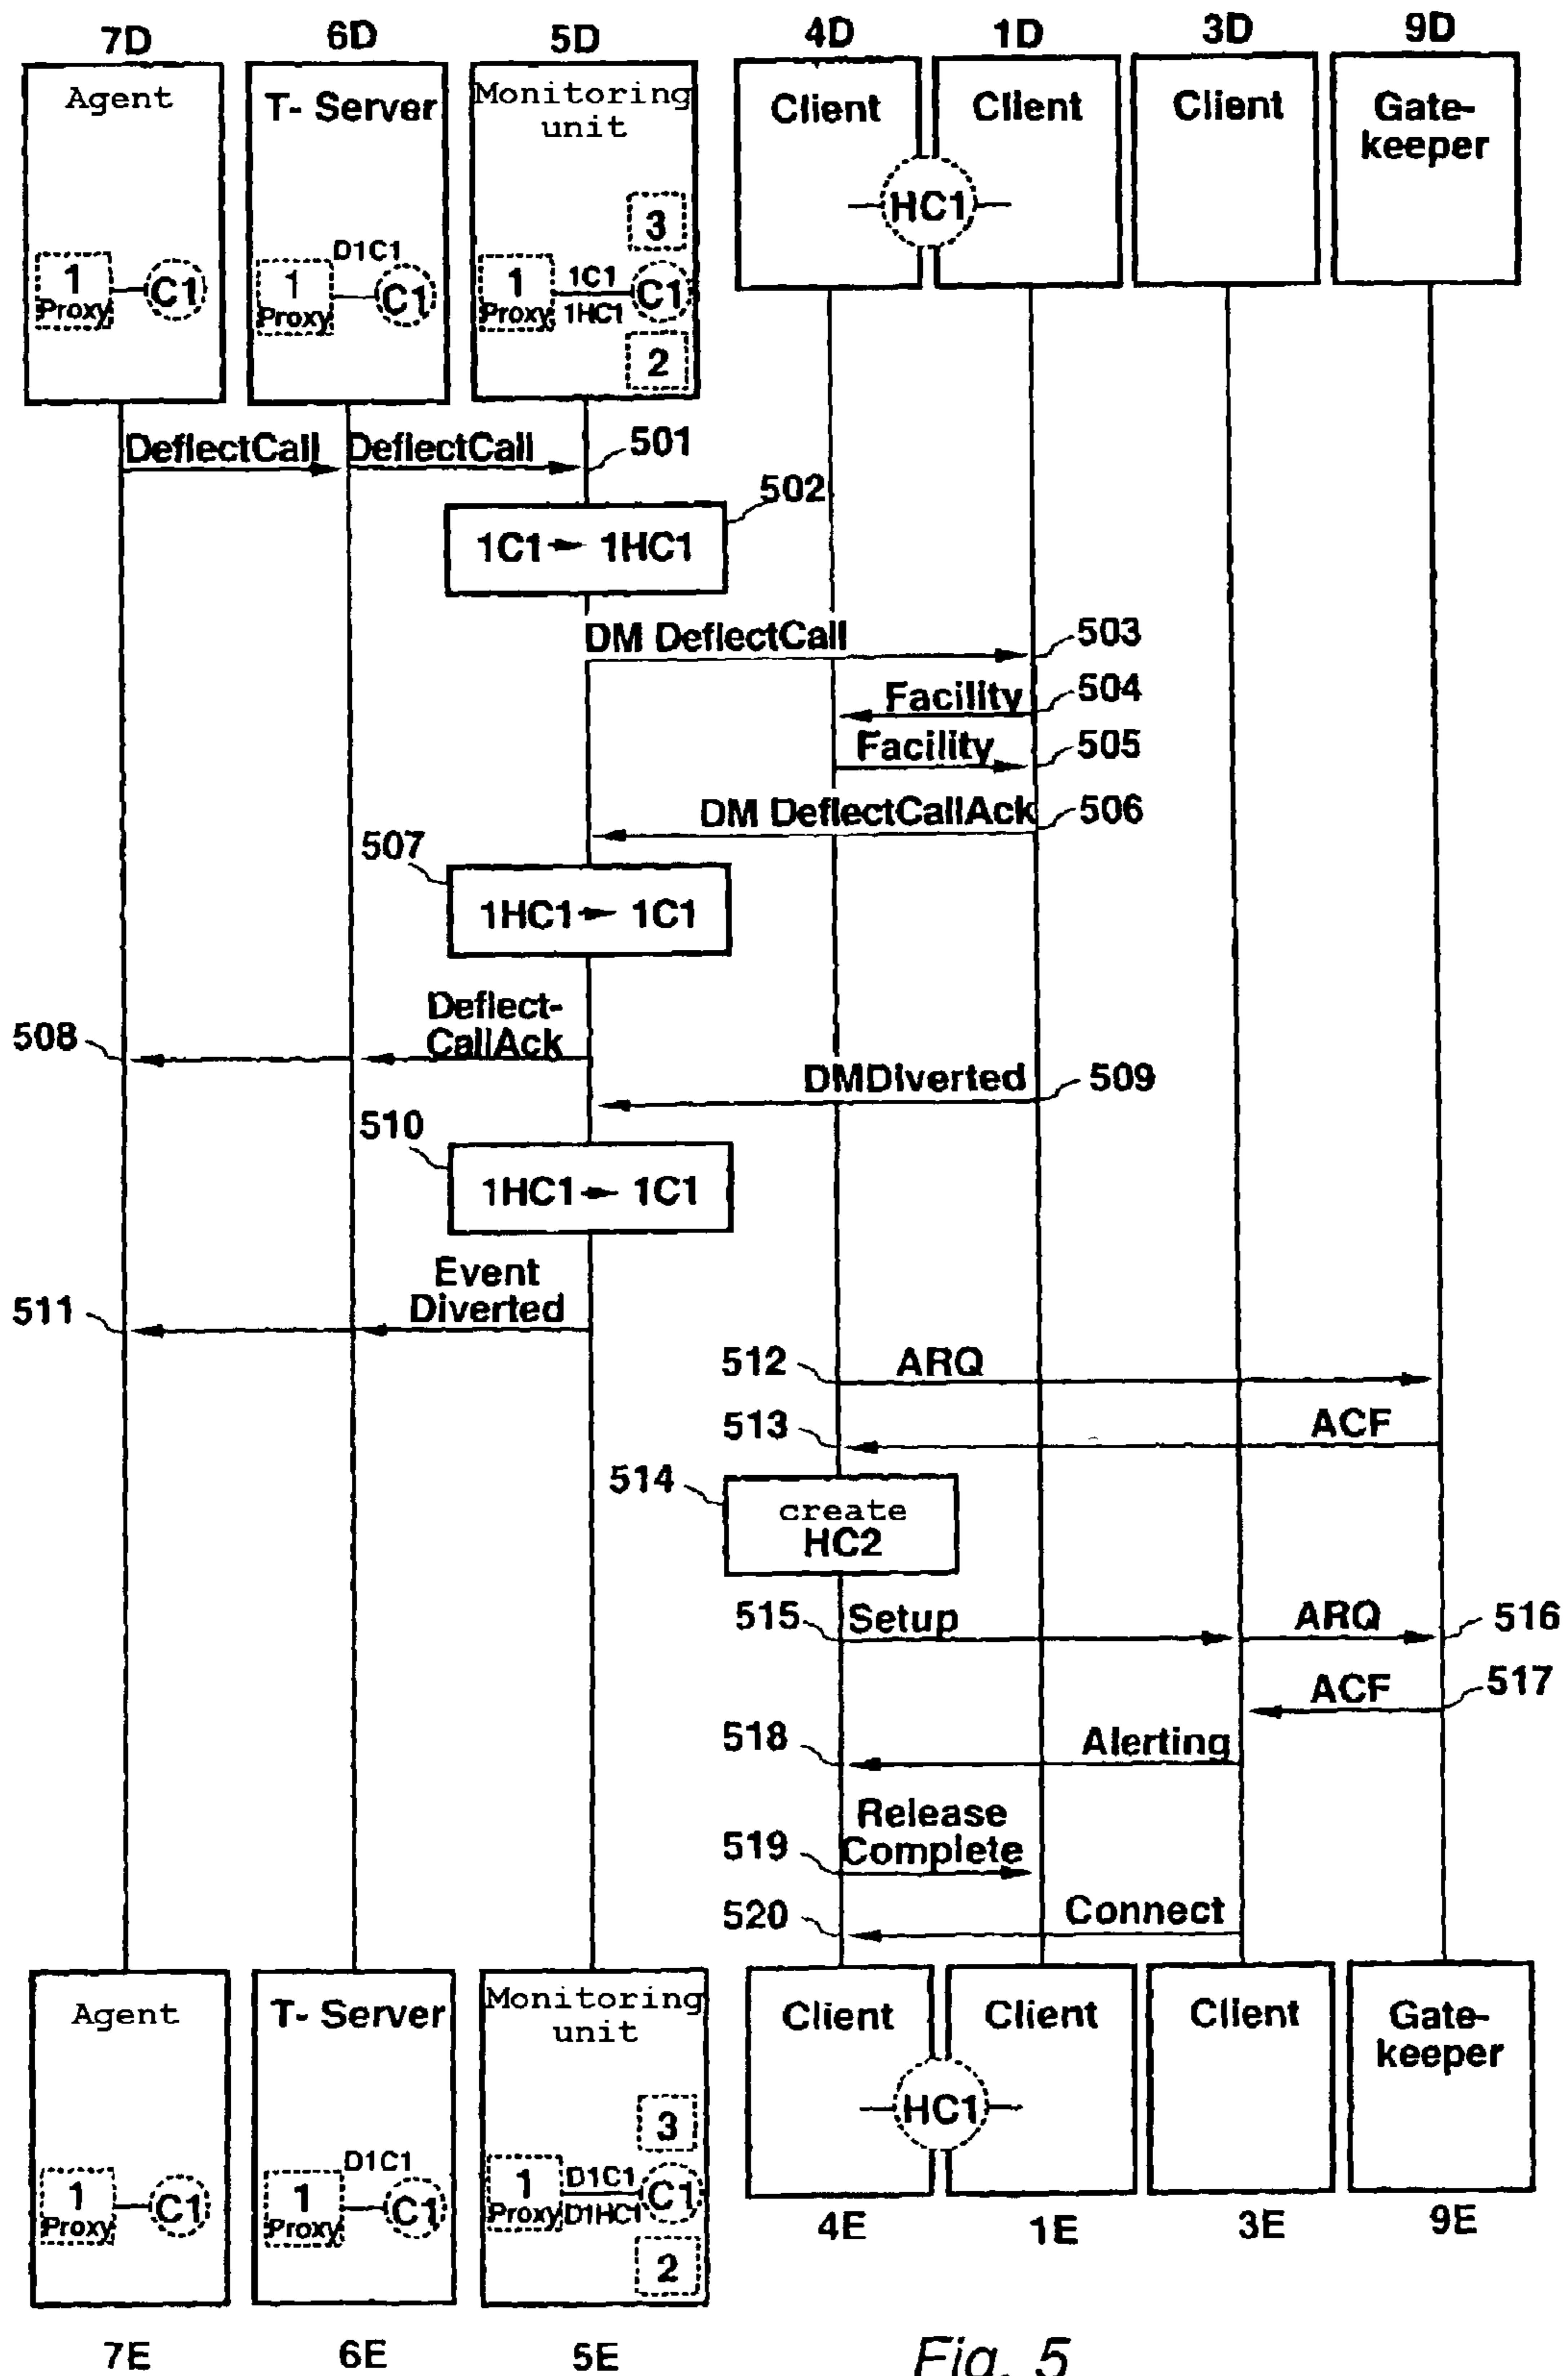 7D 6D 5D 4D 1D 3D 9D
Agent
T- Server
Monitoring
unit
Client
Client
Client
Gate-
keeper
HC1
1
Proxy
C1
1
Proxy
D1C1
C1
3
1
Proxy
1C1
1HC1
C1
2
DeflectCall DeflectCall 501
502
1C1 1HC1
DM DeflectCall 503
Facility 504
Facility 505
DM DeflectCallAck 506
507
1HC1 1C1
Deflect-
CallAck
508
DMDiverted 509
510
1HC1 1C1
Event
Diverted
511
512 ARQ
513 ACF
514
create
HC2
515 Setup ARQ 516
ACF 517
518 Alerting
Release
519 Complete
520 Connect
Agent
T- Server
Monitoring
unit
Client
Client
Client
Gate-
keeper
HC1
1
Proxy
C1
1
Proxy
D1C1
C1
3
1
Proxy
D1C1
D1HC1
C1
2
4E 1E 3E 9E
7E 6E 5E
Fig. 5